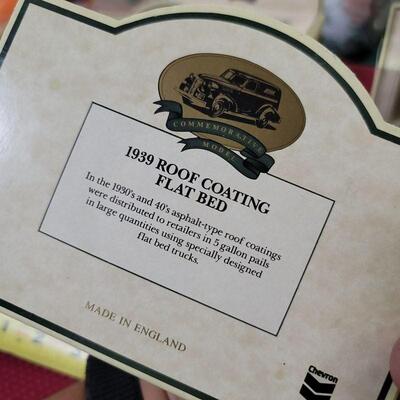 COMMEMORATIVE
MODEL
1939 ROOF COATING
FLAT BED
In the 1930's and 40's asphalt-type roof coatings
were distributed to retailers in 5 gallon pails
in large quantities using specially designed
flat bed trucks.
MADE IN ENGLAND
Chevron